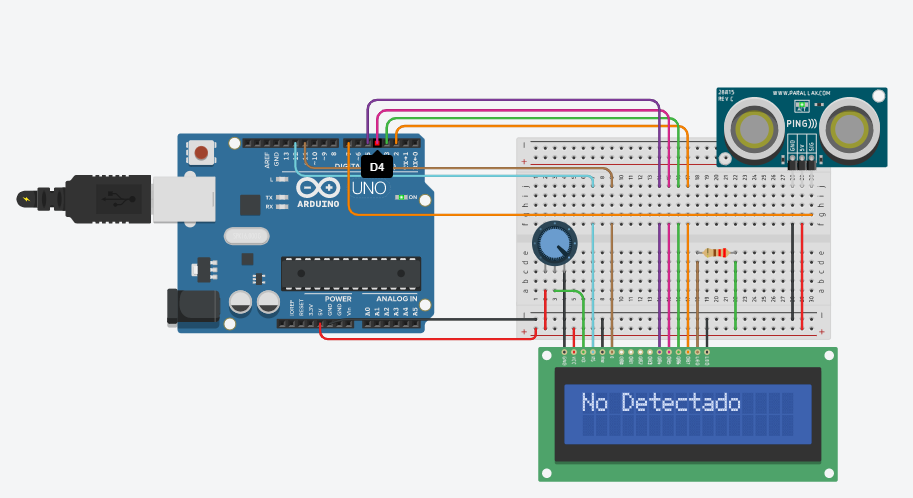 J8015
REV C
WWW.PARALLAX.COM
PING)))
GND
5V
SIG
AREF
GND
13
12
~11
~10
~9
8
7
~6
~5
4
~3
2
TX→1
RX←0
D4
DIGITAL
L
TX
RX
ARDUINO
UNO
ON
POWER
ANALOG IN
IOREF
RESET
3.3V
5V
GND
GND
Vin
A0
A1
A2
A3
A4
A5
No Detectado